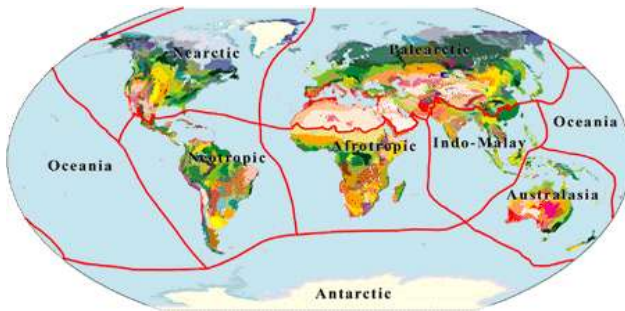 Nearctic
Palearctic
Oceania
Neotropic
Afrotropic
Indo-Malay
Oceania
Australasia
Antarctic